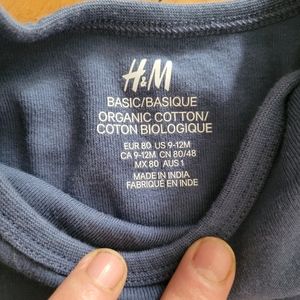 H&M
BASIC/BASIQUE
ORGANIC COTTON/
COTON BIOLOGIQUE
EUR 80 US 9-12M
CA 9-12M CN 80/48
MX 80 AUS 1
MADE IN INDIA
FABRIQUÉ EN INDE